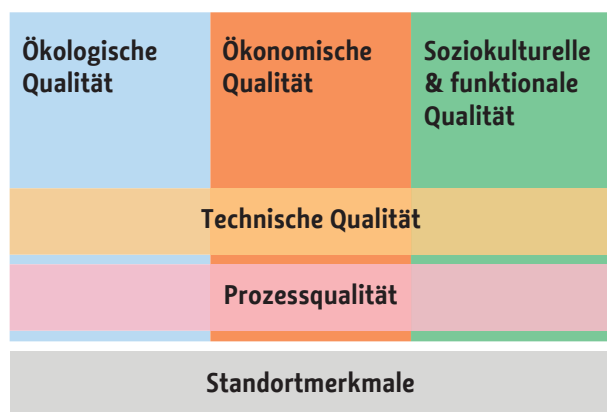 Ökologische
Qualität
Ökonomische
Qualität
Soziokulturelle
& funktionale
Qualität
Technische Qualität
Prozessqualität
Standortmerkmale